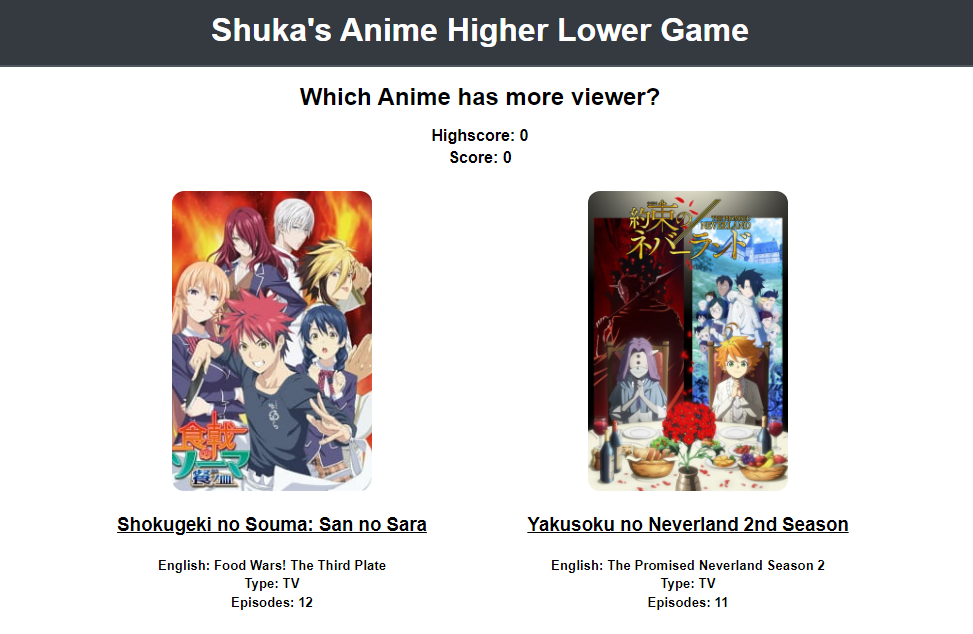 Shuka's Anime Higher Lower Game
Which Anime has more viewer?
Highscore: 0
Score: 0
食戟の
ソーマ
餐ノ皿
約束の
THE PROMISED
NEVERLAND
ネバーランド
Shokugeki no Souma: San no Sara
Yakusoku no Neverland 2nd Season
English: Food Wars! The Third Plate
English: The Promised Neverland Season 2
Type: TV
Type: TV
Episodes: 12
Episodes: 11